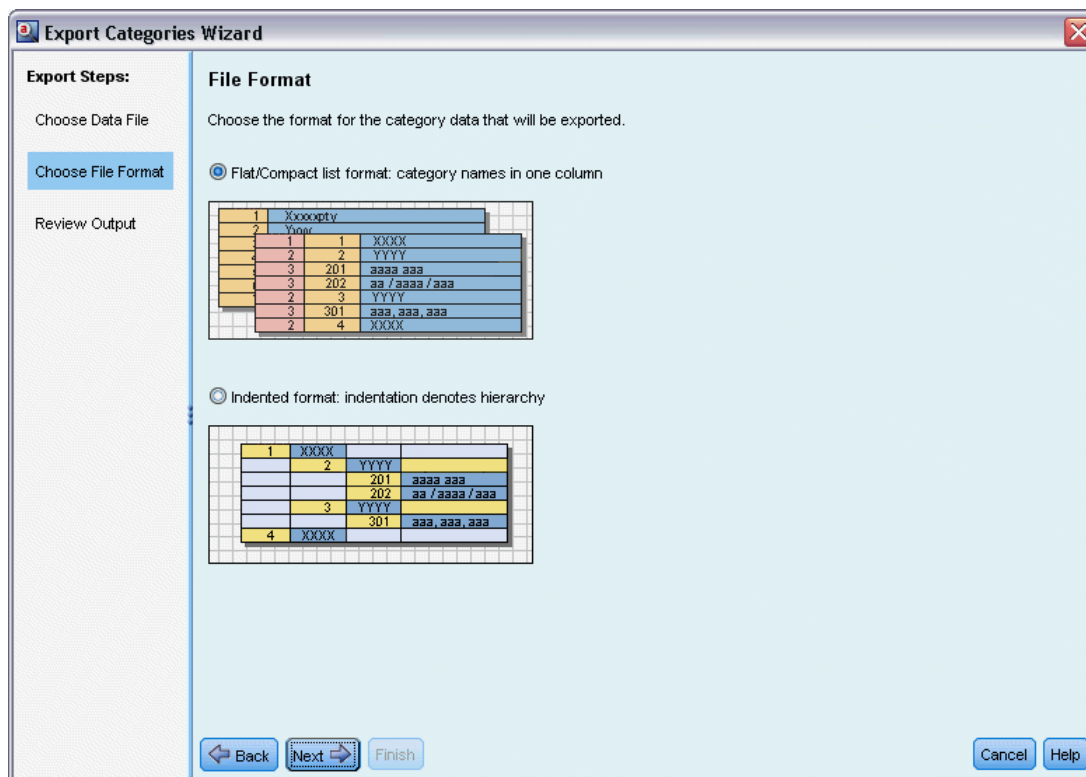 Export Categories Wizard
Export Steps:
Choose Data File
Choose File Format
Review Output
File Format
Choose the format for the category data that will be exported.
Flat/Compact list format: category names in one column
1 Xxxxxpty
2
1 1 XXXX
2 2 YYYY
3 201 aaaa aaa
3 202 aa / aaaa / aaa
2 3 YYYY
3 301 aaa, aaa, aaa
2 4 XXXX
Indented format: indentation denotes hierarchy
1 XXXX
2 YYYY
201 aaaa aaa
202 aa / aaaa / aaa
3 YYYY
301 aaa, aaa, aaa
4 XXXX
Back
Next
Finish
Cancel
Help